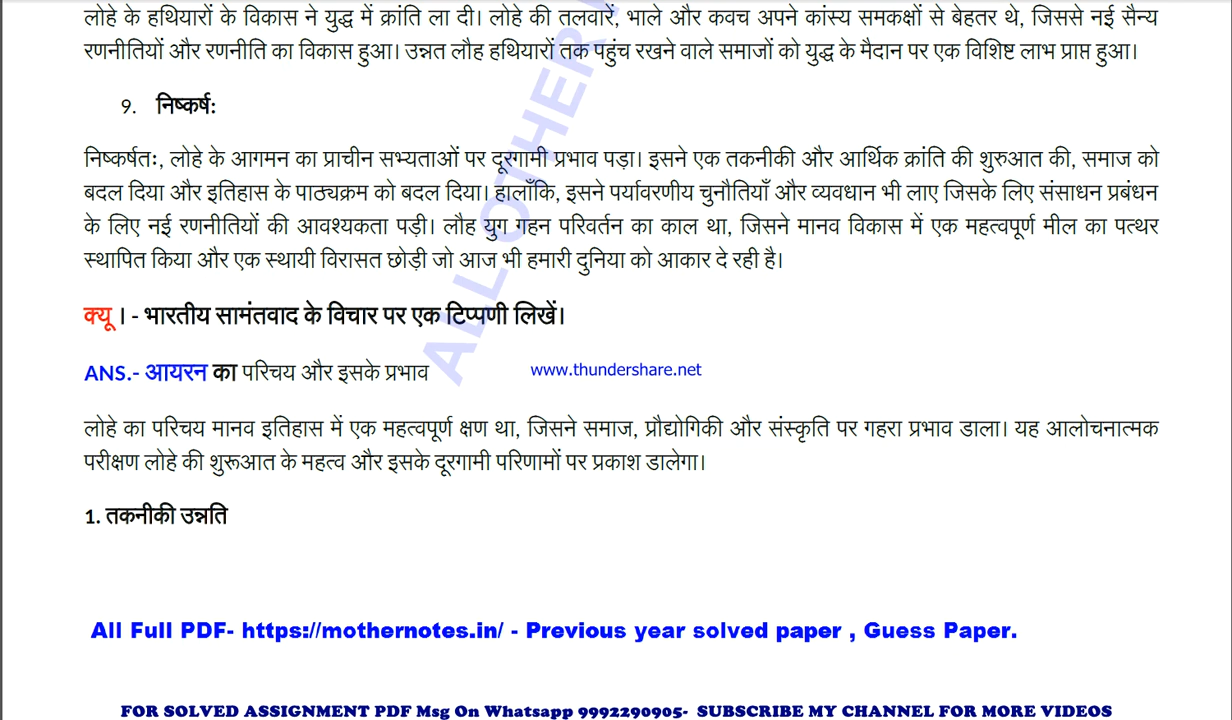 लोहे के हथियारों के विकास ने युद्ध में क्रांति ला दी। लोहे की तलवारें, भाले और कवच अपने कांस्य समकक्षों से बेहतर थे, जिससे नई सैन्य
रणनीतियों और रणनीति का विकास हुआ। उन्नत लौह हथियारों तक पहुंच रखने वाले समाजों को युद्ध के मैदान पर एक विशिष्ट लाभ प्राप्त हुआ।
9. निष्कर्ष:
निष्कर्षतः, लोहे के आगमन का प्राचीन सभ्यताओं पर दूरगामी प्रभाव पड़ा। इसने एक तकनीकी और आर्थिक क्रांति की शुरुआत की, समाज को
बदल दिया और इतिहास के पाठ्यक्रम को बदल दिया। हालाँकि, इसने पर्यावरणीय चुनौतियाँ और व्यवधान भी लाए जिसके लिए संसाधन प्रबंधन
के लिए नई रणनीतियों की आवश्यकता पड़ी। लौह युग गहन परिवर्तन का काल था, जिसने मानव विकास में एक महत्वपूर्ण मील का पत्थर
स्थापित किया और एक स्थायी विरासत छोड़ी जो आज भी हमारी दुनिया को आकार दे रही है।
क्यू । - भारतीय सामंतवाद के विचार पर एक टिप्पणी लिखें।
ANS.- आयरन का परिचय और इसके प्रभाव www.thundershare.net
लोहे का परिचय मानव इतिहास में एक महत्वपूर्ण क्षण था, जिसने समाज, प्रौद्योगिकी और संस्कृति पर गहरा प्रभाव डाला। यह आलोचनात्मक
परीक्षण लोहे की शुरूआत के महत्व और इसके दूरगामी परिणामों पर प्रकाश डालेगा।
1. तकनीकी उन्नति
ALL OTHER
All Full PDF- https://mothernotes.in/ - Previous year solved paper , Guess Paper.
FOR SOLVED ASSIGNMENT PDF Msg On Whatsapp 9992290905- SUBSCRIBE MY CHANNEL FOR MORE VIDEOS